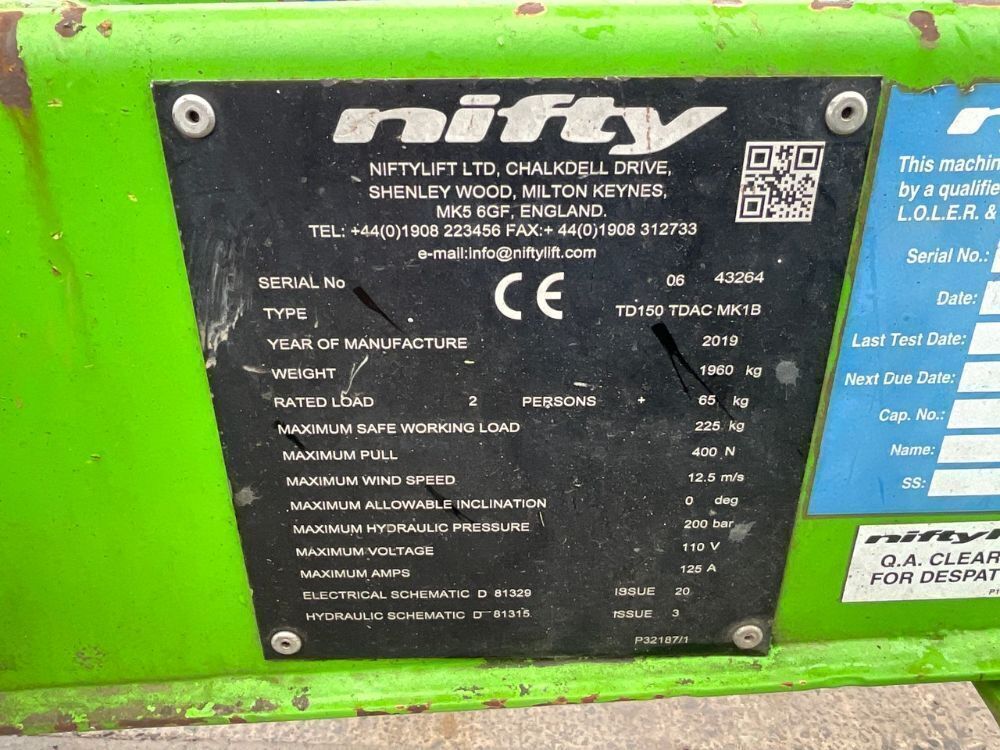 nifty
NIFTYLIFT LTD, CHALKDELL DRIVE,
SHENLEY WOOD, MILTON KEYNES,
MK5 6GF, ENGLAND.
TEL: +44(0)1908 223456 FAX:+ 44(0)1908 312733
e-mail:info@niftylift.com
CE
SERIAL No 06 43264
TYPE TD150 TDAC MK1B
YEAR OF MANUFACTURE 2019
WEIGHT 1960 kg
RATED LOAD 2 PERSONS + 65 kg
MAXIMUM SAFE WORKING LOAD 225 kg
MAXIMUM PULL 400 N
MAXIMUM WIND SPEED 12.5 m/s
MAXIMUM ALLOWABLE INCLINATION 0 deg
MAXIMUM HYDRAULIC PRESSURE 200 bar
MAXIMUM VOLTAGE 110 V
MAXIMUM AMPS 125 A
ELECTRICAL SCHEMATIC D 81329 ISSUE 20
HYDRAULIC SCHEMATIC D 81315 ISSUE 3
P32187/1
This machin
by a qualifie
L.O.L.E.R. &
Serial No.:
Date:
Last Test Date:
Next Due Date:
Cap. No.:
Name:
SS:
nifty
Q.A. CLEAR
FOR DESPAT